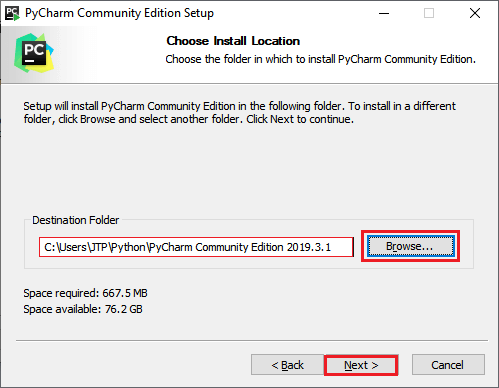 PyCharm Community Edition Setup
PC
Choose Install Location
Choose the folder in which to install PyCharm Community Edition.
Setup will install PyCharm Community Edition in the following folder. To install in a different
folder, click Browse and select another folder. Click Next to continue.
Destination Folder
C:\Users\JTP\Python\PyCharm Community Edition 2019.3.1
Browse...
Space required: 667.5 MB
Space available: 76.2 GB
< Back
Next >
Cancel